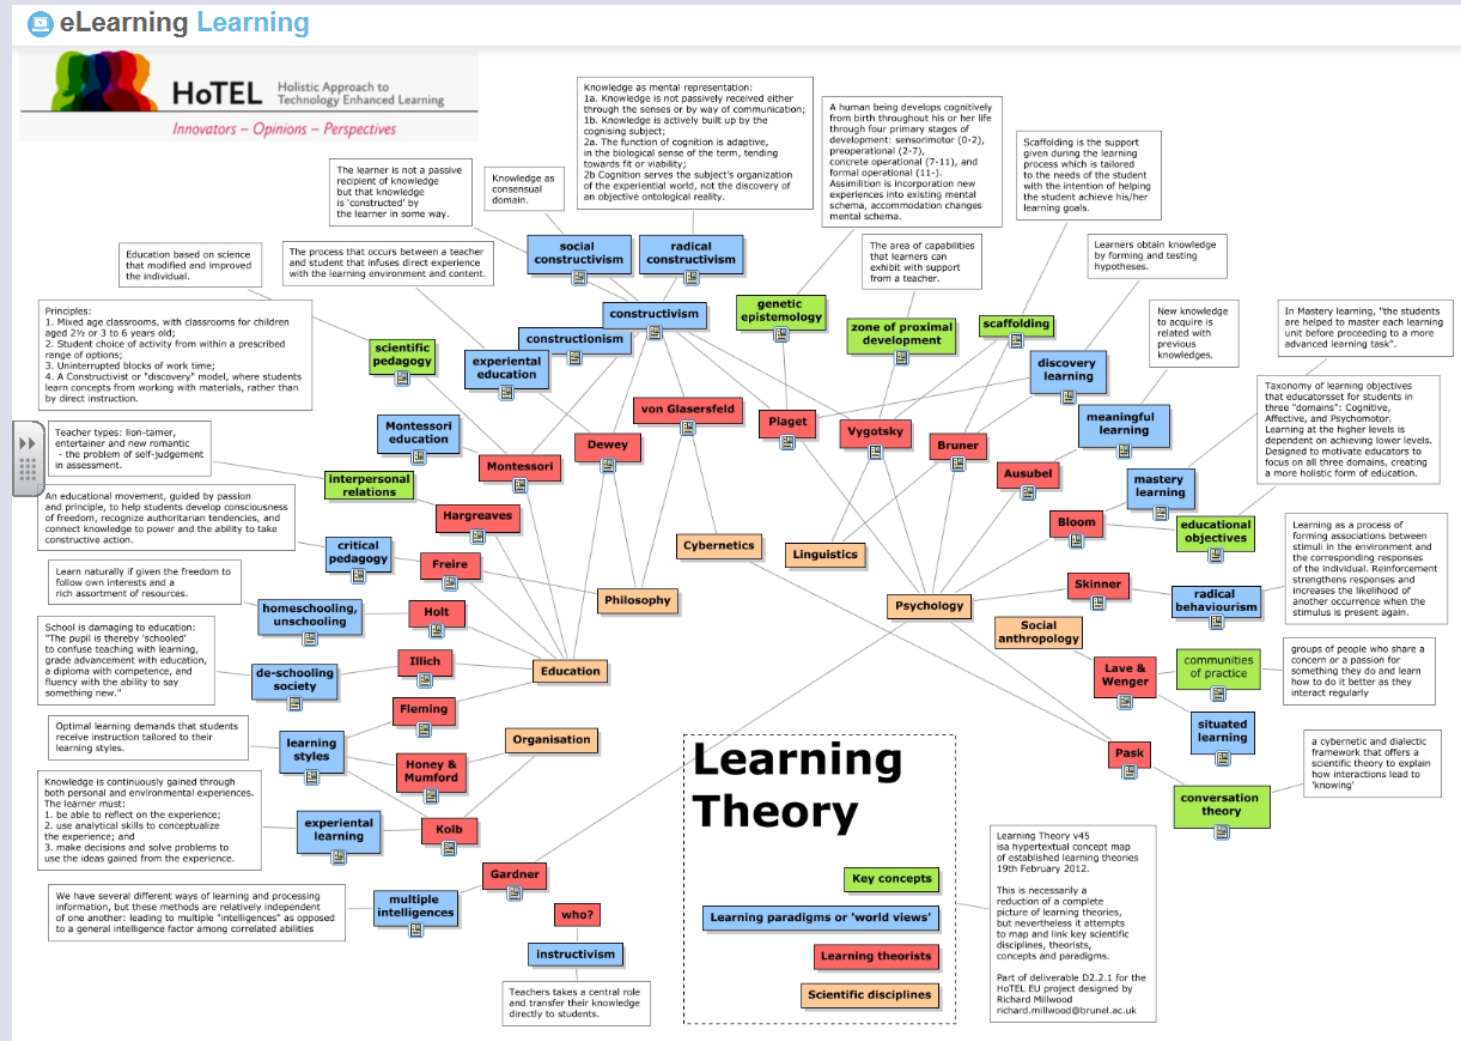 eLearning Learning
HoTEL
Holistic Approach to
Technology Enhanced Learning
Innovators – Opinions – Perspectives
Knowledge as mental representation:
1a. Knowledge is not passively received either
through the senses or by way of communication;
1b. Knowledge is actively built up by the
cognising subject;
2a. The function of cognition is adaptive,
in the biological sense of the term, tending
towards fit or viability;
2b Cognition serves the subject's organization
of the experiential world, not the discovery of
an objective ontological reality.
A human being develops cognitively
from birth throughout his or her life
through four primary stages of
development: sensorimotor (0-2),
preoperational (2-7),
concrete operational (7-11), and
formal operational (11-).
Assimilition is incorporation new
experiences into existing mental
schema, accommodation changes
mental schema.
Scaffolding is the support
given during the learning
process which is tailored
to the needs of the student
with the intention of helping
the student achieve his/her
learning goals.
The learner is not a passive
recipient of knowledge
but that knowledge
is 'constructed' by
the learner in some way.
Knowledge as
consensual
domain.
Education based on science
that modified and improved
the individual.
The process that occurs between a teacher
and student that infuses direct experience
with the learning environment and content.
social
constructivism
radical
constructivism
The area of capabilities
that learners can
exhibit with support
from a teacher.
Learners obtain knowledge
by forming and testing
hypotheses.
Principles:
1. Mixed age classrooms, with classrooms for children
aged 2½ or 3 to 6 years old;
2. Student choice of activity from within a prescribed
range of options;
3. Uninterrupted blocks of work time;
4. A Constructivist or "discovery" model, where students
learn concepts from working with materials, rather than
by direct instruction.
constructivism
constructionism
genetic
epistemology
zone of proximal
development
scaffolding
New knowledge
to acquire is
related with
previous
knowledges.
In Mastery learning, "the students
are helped to master each learning
unit before proceeding to a more
advanced learning task".
scientific
pedagogy
experiental
education
discovery
learning
Taxonomy of learning objectives
that educatorsset for students in
three "domains": Cognitive,
Affective, and Psychomotor.
Learning at the higher levels is
dependent on achieving lower levels.
Designed to motivate educators to
focus on all three domains, creating
a more holistic form of education.
Teacher types: lion-tamer,
entertainer and new romantic
- the problem of self-judgement
in assessment.
Montessori
education
von Glasersfeld
Piaget
Vygotsky
Bruner
meaningful
learning
Dewey
Montessori
Ausubel
mastery
learning
interpersonal
relations
An educational movement, guided by passion
and principle, to help students develop consciousness
of freedom, recognize authoritarian tendencies, and
connect knowledge to power and the ability to take
constructive action.
Hargreaves
Bloom
educational
objectives
Learning as a process of
forming associations between
stimuli in the environment and
the corresponding responses
of the individual. Reinforcement
strengthens responses and
increases the likelihood of
another occurrence when the
stimulus is present again.
critical
pedagogy
Freire
Cybernetics
Linguistics
Learn naturally if given the freedom to
follow own interests and a
rich assortment of resources.
Philosophy
Psychology
Skinner
radical
behaviourism
homeschooling,
unschooling
Holt
School is damaging to education:
"The pupil is thereby 'schooled'
to confuse teaching with learning,
grade advancement with education,
a diploma with competence, and
fluency with the ability to say
something new."
Social
anthropology
de-schooling
society
Illich
Education
Lave &
Wenger
communities
of practice
groups of people who share a
concern or a passion for
something they do and learn
how to do it better as they
interact regularly
Fleming
Optimal learning demands that students
receive instruction tailored to their
learning styles.
learning
styles
Organisation
situated
learning
Honey &
Mumford
Learning
Theory
Pask
a cybernetic and dialectic
framework that offers a
scientific theory to explain
how interactions lead to
'knowing'
Knowledge is continuously gained through
both personal and environmental experiences.
The learner must:
1. be able to reflect on the experience;
2. use analytical skills to conceptualize
the experience; and
3. make decisions and solve problems to
use the ideas gained from the experience.
experiental
learning
Kolb
conversation
theory
Gardner
Key concepts
Learning paradigms or 'world views'
Learning theorists
Scientific disciplines
Learning Theory v45
isa hypertextual concept map
of established learning theories
19th February 2012.
This is necessarily a
reduction of a complete
picture of learning theories,
but nevertheless it attempts
to map and link key scientific
disciplines, theorists,
concepts and paradigms.
Part of deliverable D2.2.1 for the
HoTEL EU project designed by
Richard Millwood
richard.millwood@brunel.ac.uk
We have several different ways of learning and processing
information, but these methods are relatively independent
of one another: leading to multiple "intelligences" as opposed
to a general intelligence factor among correlated abilities
multiple
intelligences
who?
instructivism
Teachers takes a central role
and transfer their knowledge
directly to students.